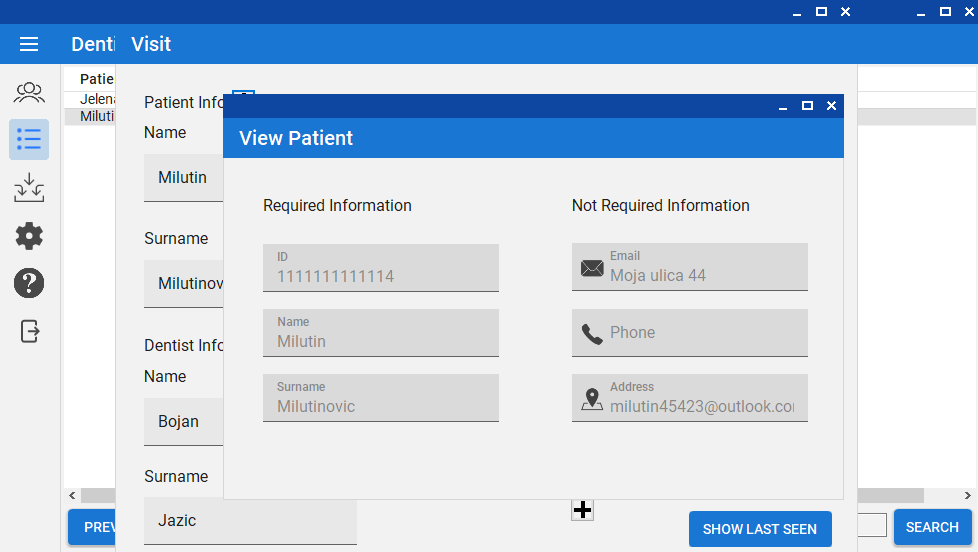 Denti
Visit
Patie
Jelena
Miluti
Patient Info
Name
Milutin
Surname
Milutinov
Dentist Info
Name
Bojan
Surname
Jazic
View Patient
Required Information
ID
1111111111114
Name
Milutin
Surname
Milutinovic
Not Required Information
Email
Moja ulica 44
Phone
Address
milutin45423@outlook.co
PREV
SHOW LAST SEEN
SEARCH